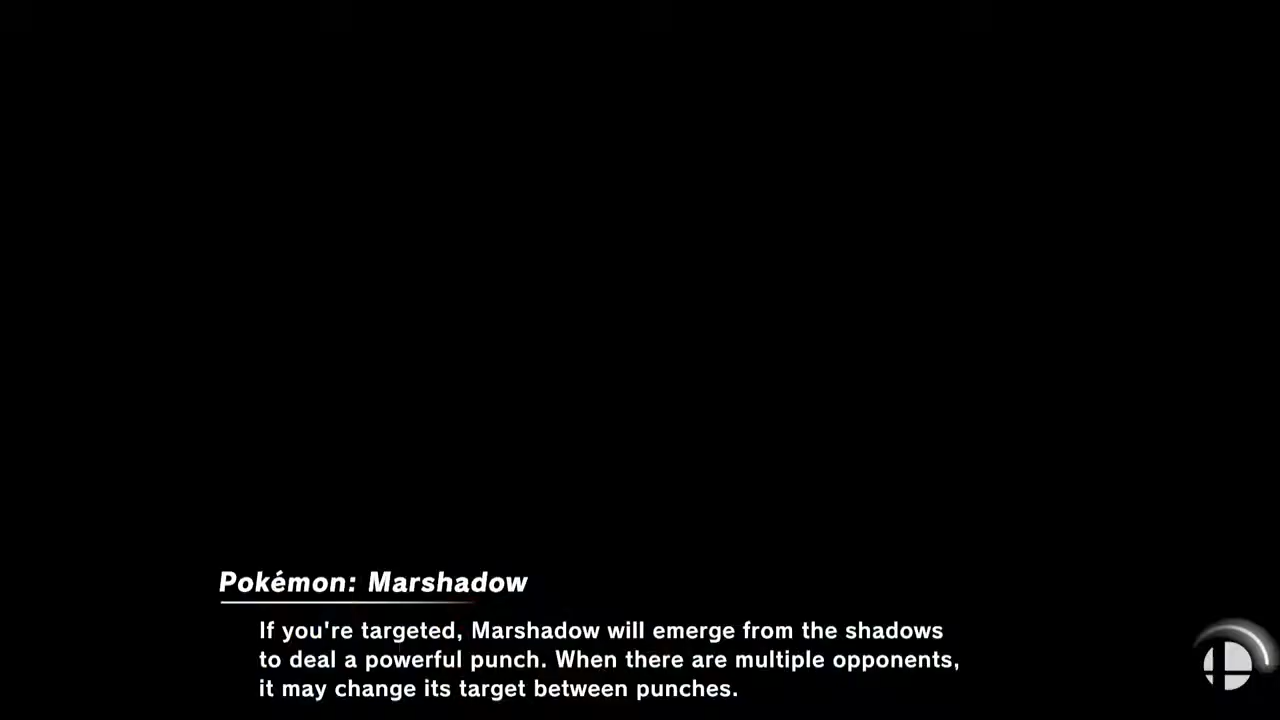 Pokémon: Marshadow
If you're targeted, Marshadow will emerge from the shadows
to deal a powerful punch. When there are multiple opponents,
it may change its target between punches.